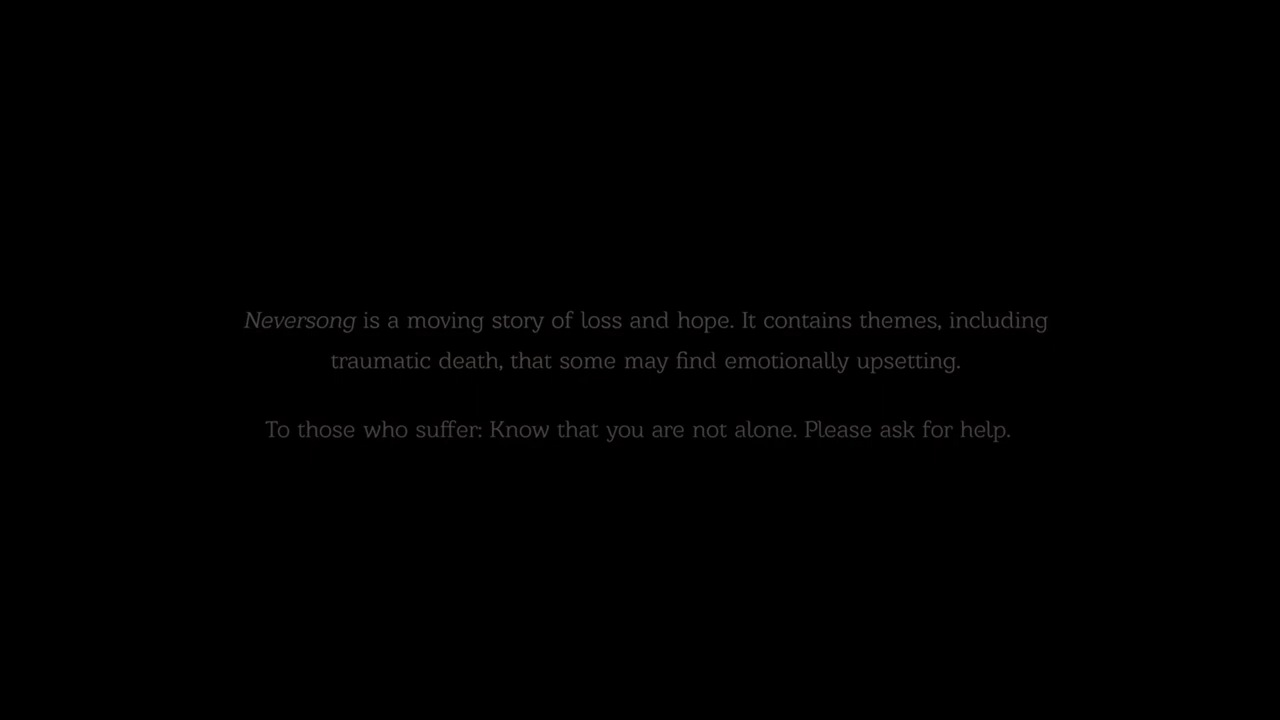 Neversong is a moving story of loss and hope. It contains themes, including
traumatic death, that some may find emotionally upsetting.
To those who suffer: Know that you are not alone. Please ask for help.